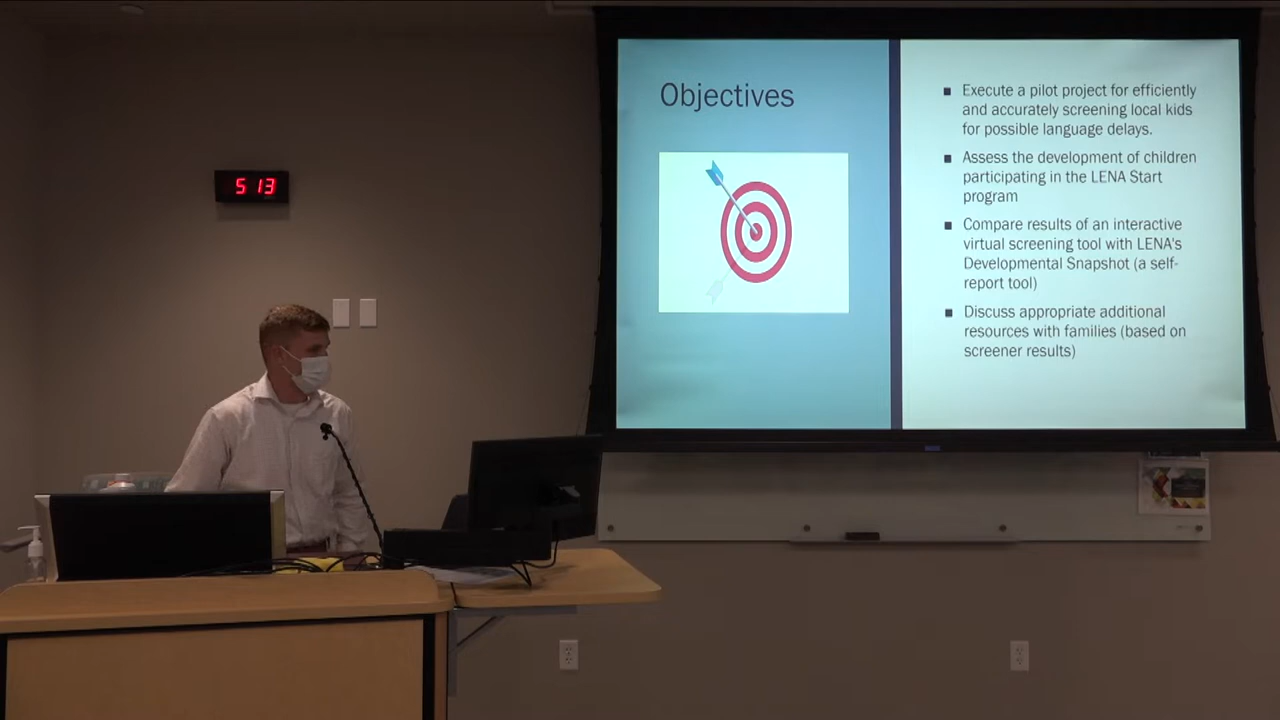 5 13
Objectives
Execute a pilot project for efficiently
and accurately screening local kids
for possible language delays.
Assess the development of children
participating in the LENA Start
program
Compare results of an interactive
virtual screening tool with LENA's
Developmental Snapshot (a self-
report tool)
Discuss appropriate additional
resources with families (based on
screener results)